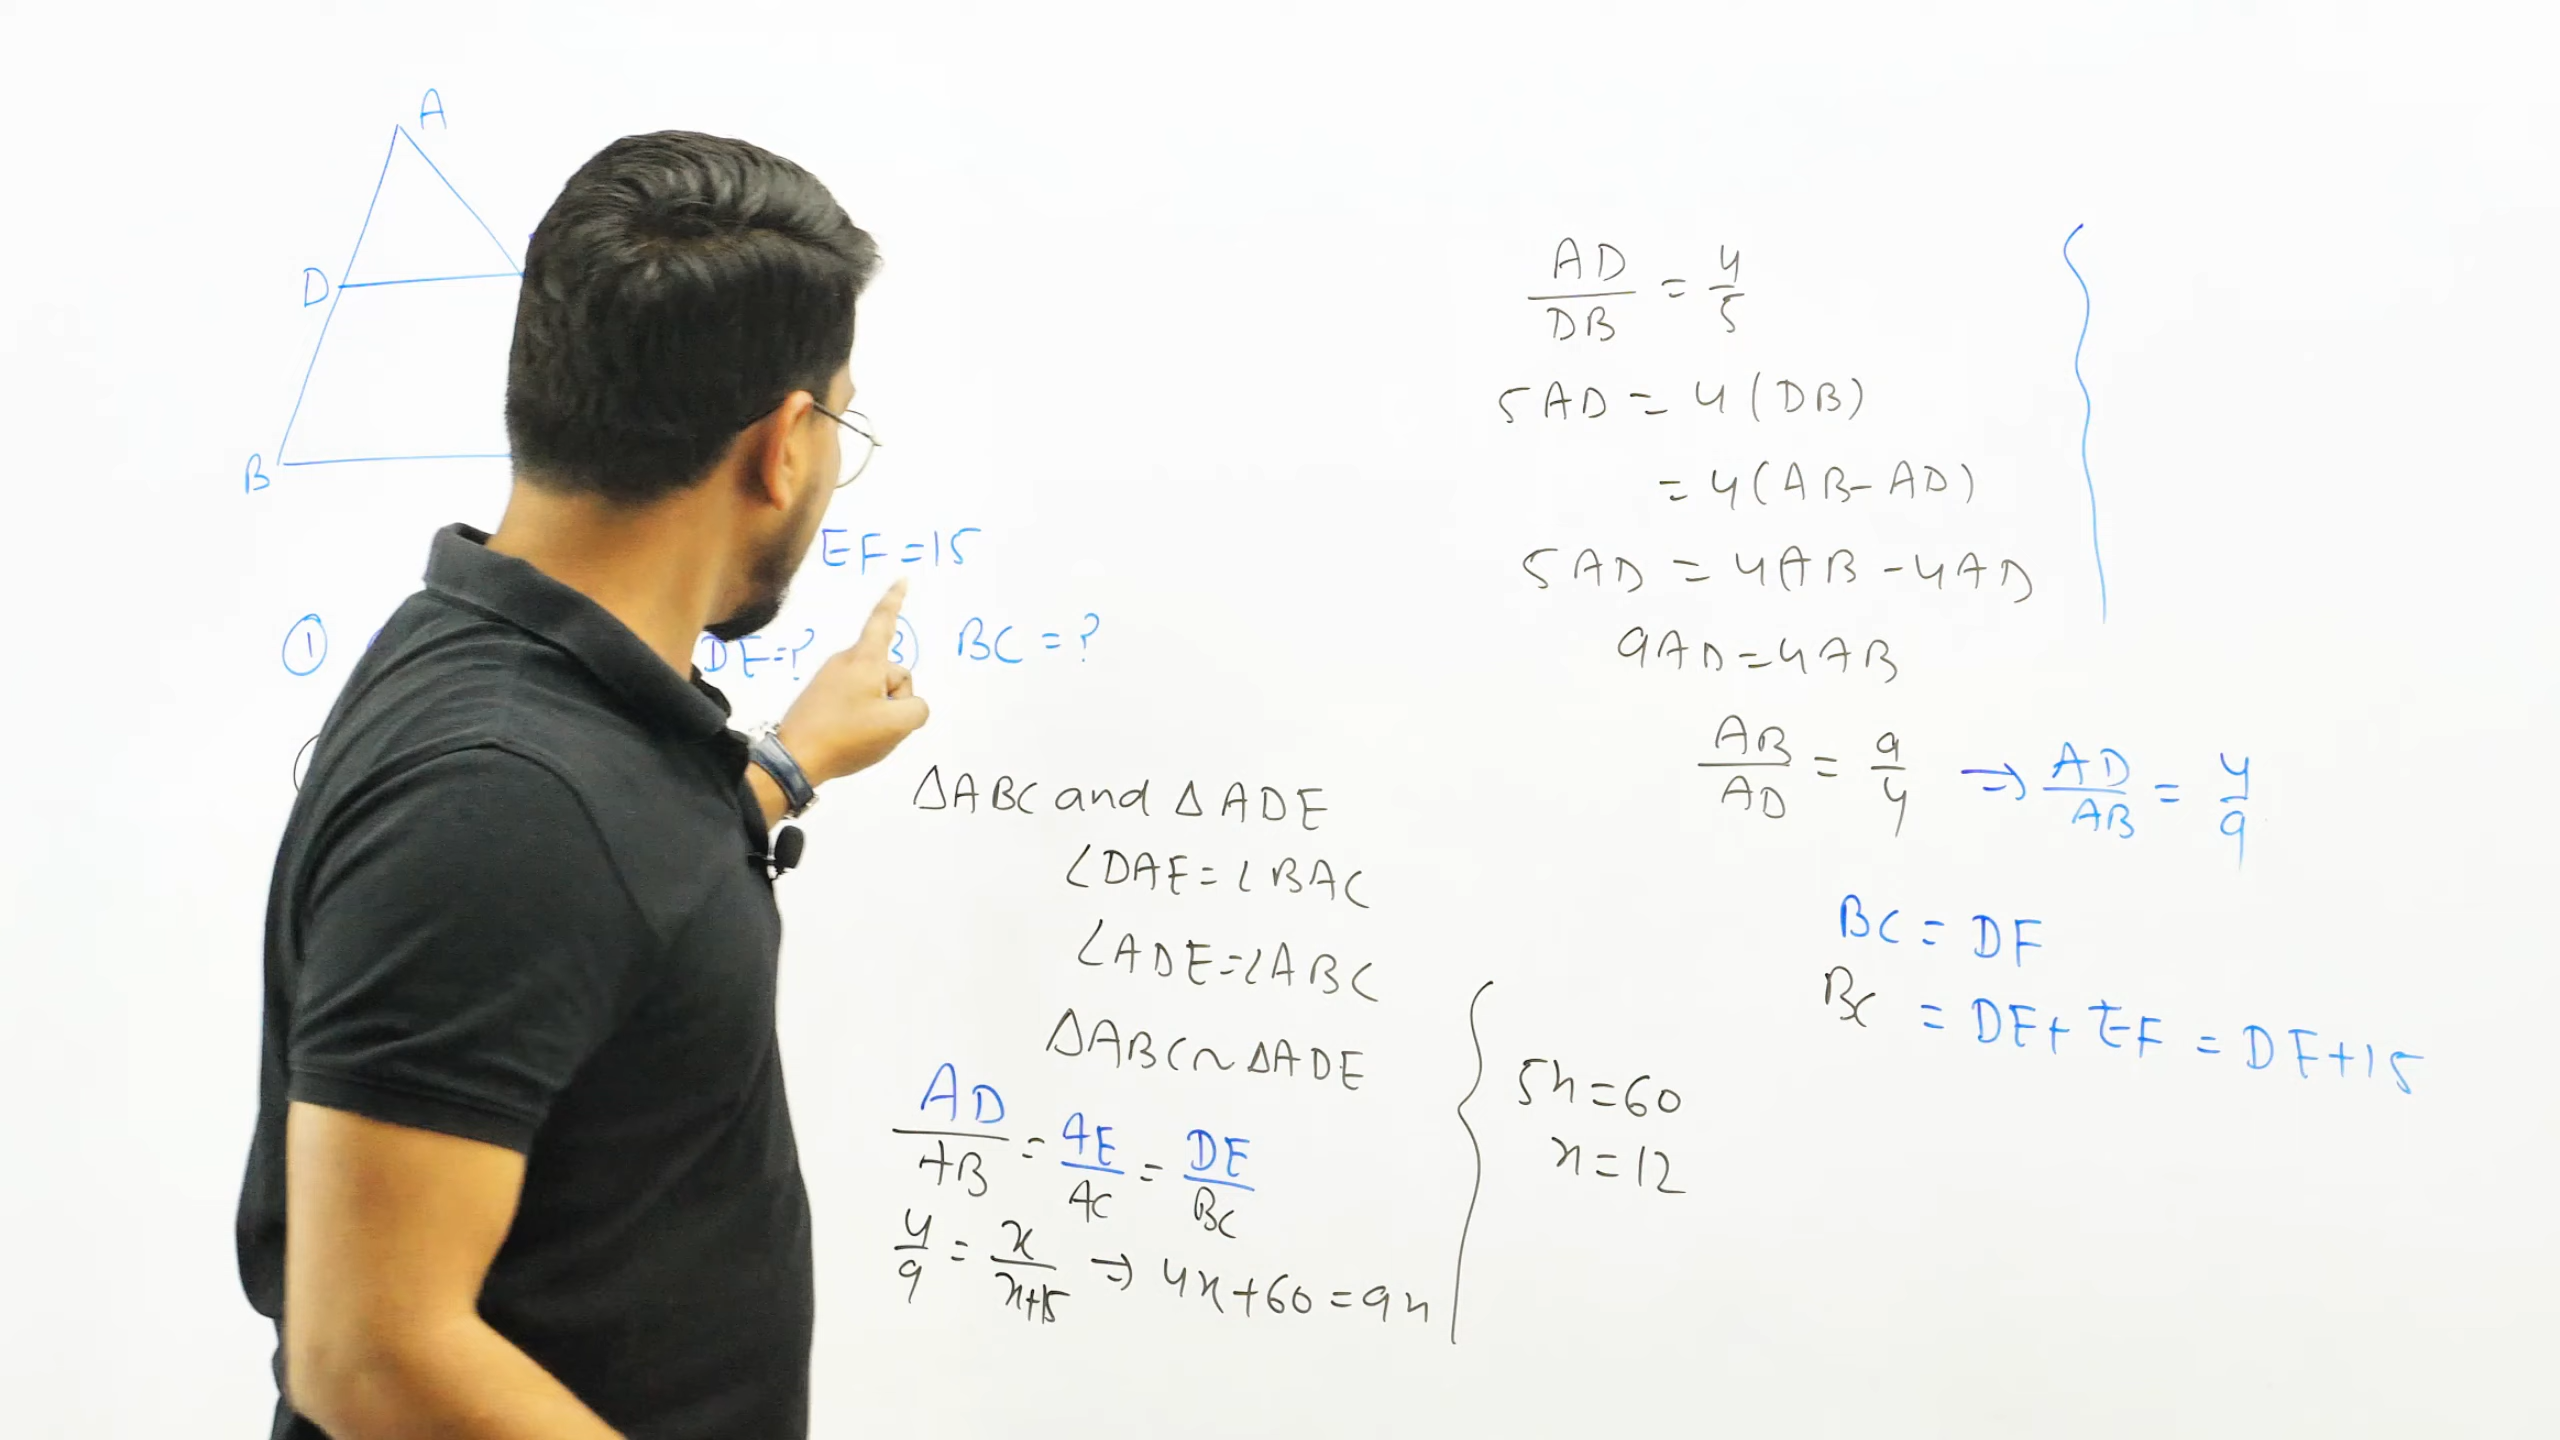 A
D
B
EF=15
① DE=? BC=?
ΔABC and ΔADE
∠DAE=∠BAC
∠ADE=∠ABC
ΔABC~ΔADE
AD/AB = AE/AC = DE/BC
4/9 = x/x+15 ⇒ 4x+60=9x
5x=60
x=12
AD/DB = 4/5
5AD = 4(DB)
= 4(AB-AD)
5AD = 4AB-4AD
9AD=4AB
AB/AD = 9/4 ⇒ AD/AB = 4/9
BC = DF
BC = DE+EF = DE+15